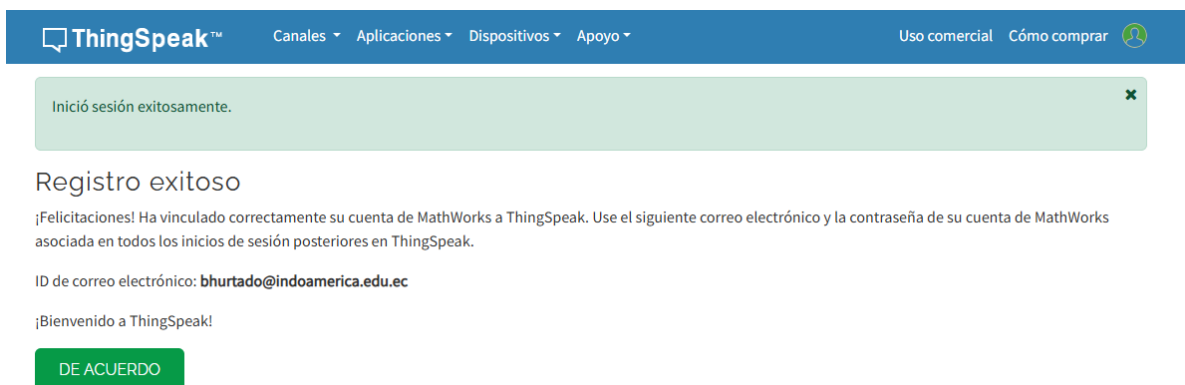 ThingSpeak™ Canales Aplicaciones Dispositivos Apoyo Uso comercial Cómo comprar
Inició sesión exitosamente.
Registro exitoso
¡Felicitaciones! Ha vinculado correctamente su cuenta de MathWorks a ThingSpeak. Use el siguiente correo electrónico y la contraseña de su cuenta de MathWorks
asociada en todos los inicios de sesión posteriores en ThingSpeak.
ID de correo electrónico: bhurtado@indoamerica.edu.ec
¡Bienvenido a ThingSpeak!
DE ACUERDO